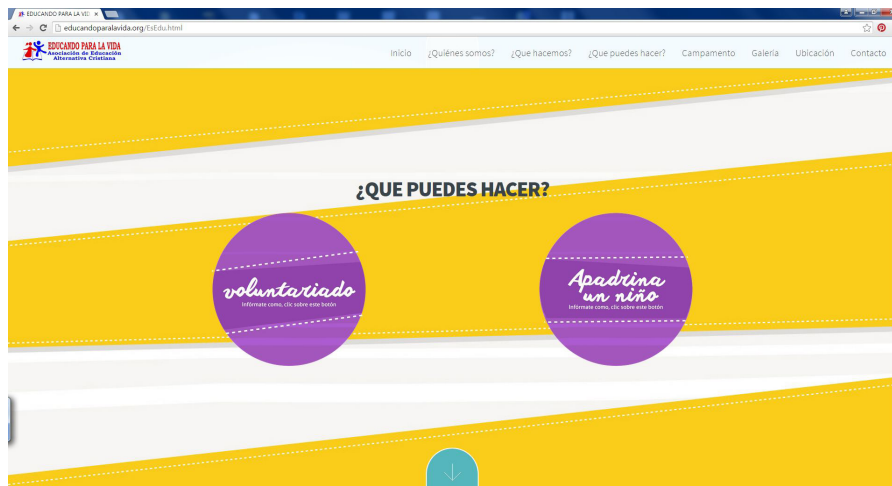 EDUCANDO PARA LA VID
educandoparalavida.org/EsEdu.html
EDUCANDO PARA LA VIDA
Asociación de Educación
Alternativa Cristiana
Inicio ¿Quiénes somos? ¿Que hacemos? ¿Que puedes hacer? Campamento Galeria Ubicación Contacto
¿QUE PUEDES HACER?
voluntariado
Infórmate como, clic sobre este botón
Apadrina
un niño
Infórmate como, clic sobre este botón